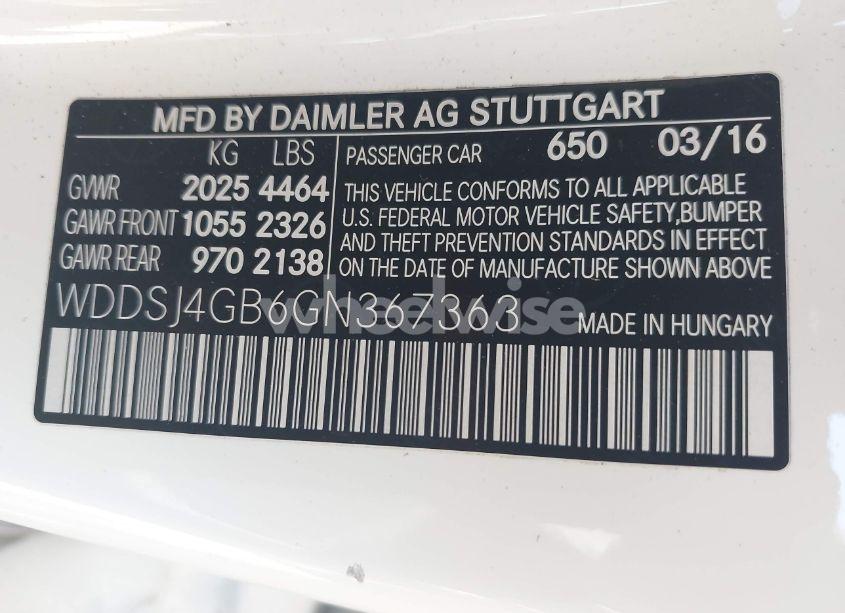 MFD BY DAIMLER AG STUTTGART
KG LBS
GVWR 2025 4464
GAWR FRONT 1055 2326
GAWR REAR 970 2138
PASSENGER CAR 650 03/16
THIS VEHICLE CONFORMS TO ALL APPLICABLE
U.S. FEDERAL MOTOR VEHICLE SAFETY,BUMPER
AND THEFT PREVENTION STANDARDS IN EFFECT
ON THE DATE OF MANUFACTURE SHOWN ABOVE
WDDSJ4GB6GN367363
wheelwise
MADE IN HUNGARY